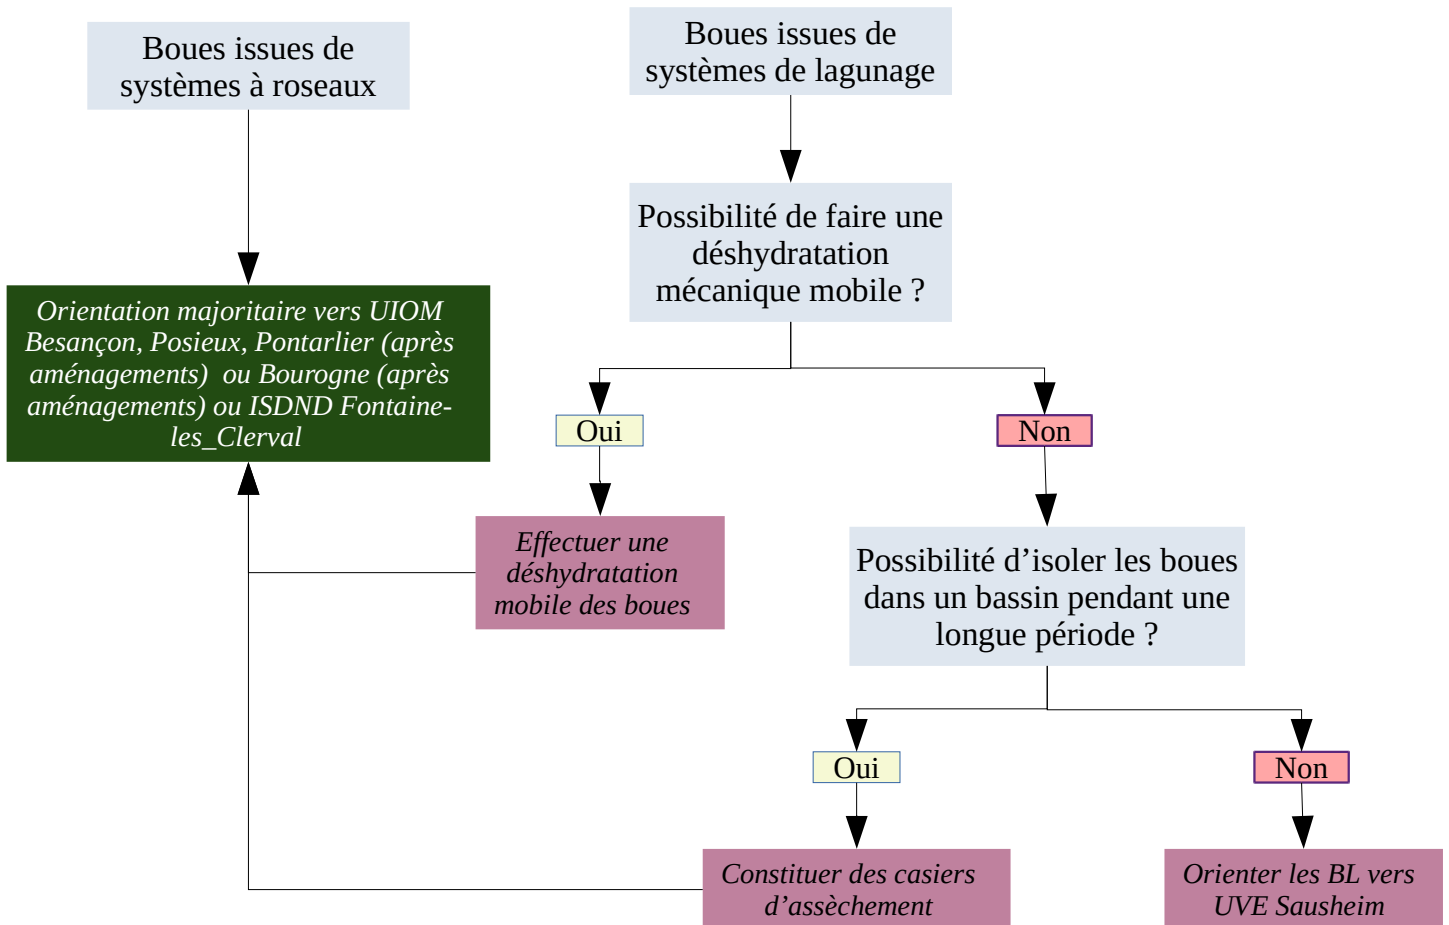 Boues issues de
systèmes à roseaux
Boues issues de
systèmes de lagunage
Possibilité de faire une
déshydratation
mécanique mobile ?
Orientation majoritaire vers UIOM
Besançon, Posieux, Pontarlier (après
aménagements) ou Bourogne (après
aménagements) ou ISDND Fontaine-
les_Clerval
Oui
Non
Effectuer une
déshydratation
mobile des boues
Possibilité d’isoler les boues
dans un bassin pendant une
longue période ?
Oui
Non
Constituer des casiers
d’assèchement
Orienter les BL vers
UVE Sausheim